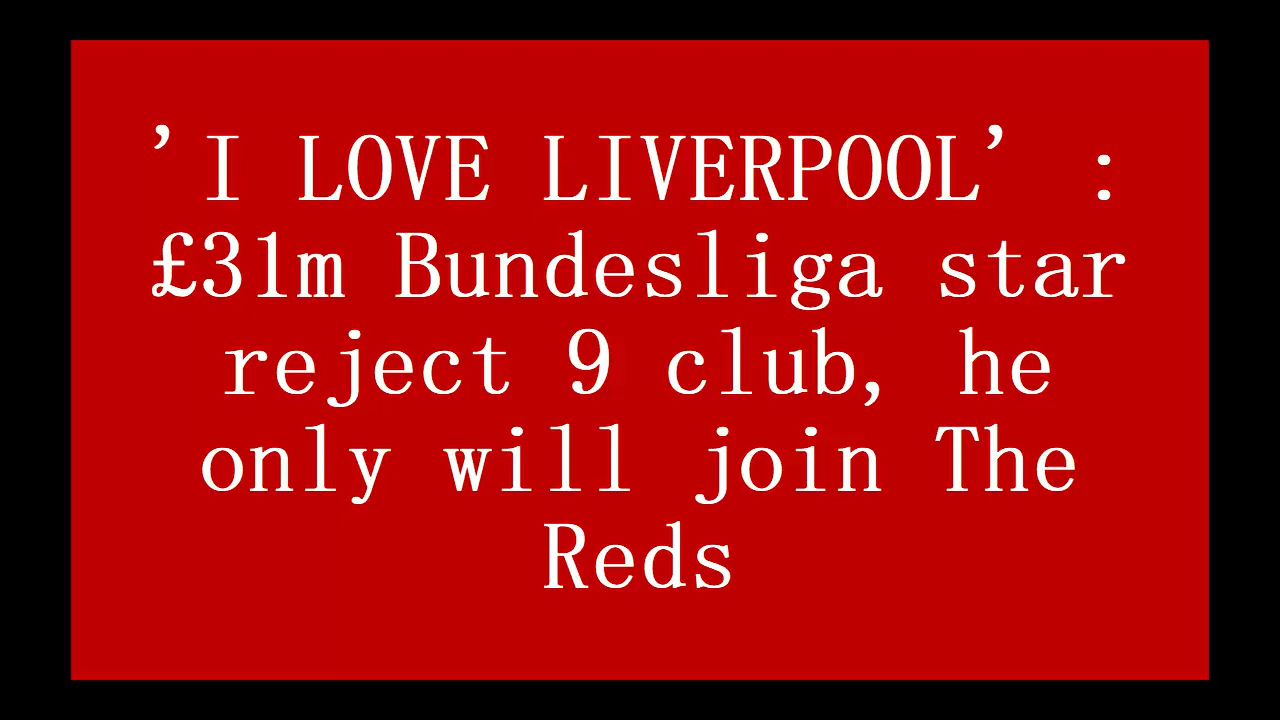 ’I LOVE LIVERPOOL’ :
£31m Bundesliga star
reject 9 club, he
only will join The
Reds